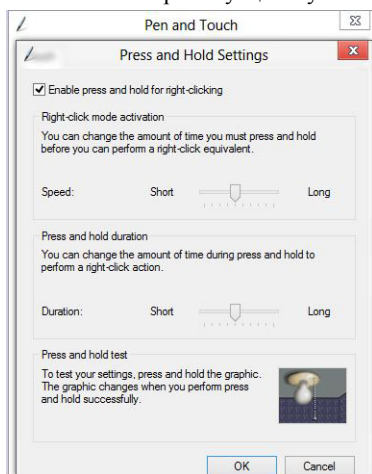 Pen and Touch
Press and Hold Settings
Enable press and hold for right-clicking
Right-click mode activation
You can change the amount of time you must press and hold
before you can perform a right-click equivalent.
Speed: Short Long
Press and hold duration
You can change the amount of time during press and hold to
perform a right-click action.
Duration: Short Long
Press and hold test
To test your settings, press and hold the graphic.
The graphic changes when you perform press
and hold successfully.
OK Cancel